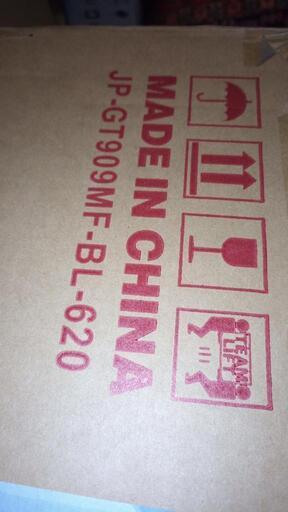 TEAM
LIFT
MADE IN CHINA
JP-GT909MF-BL-620